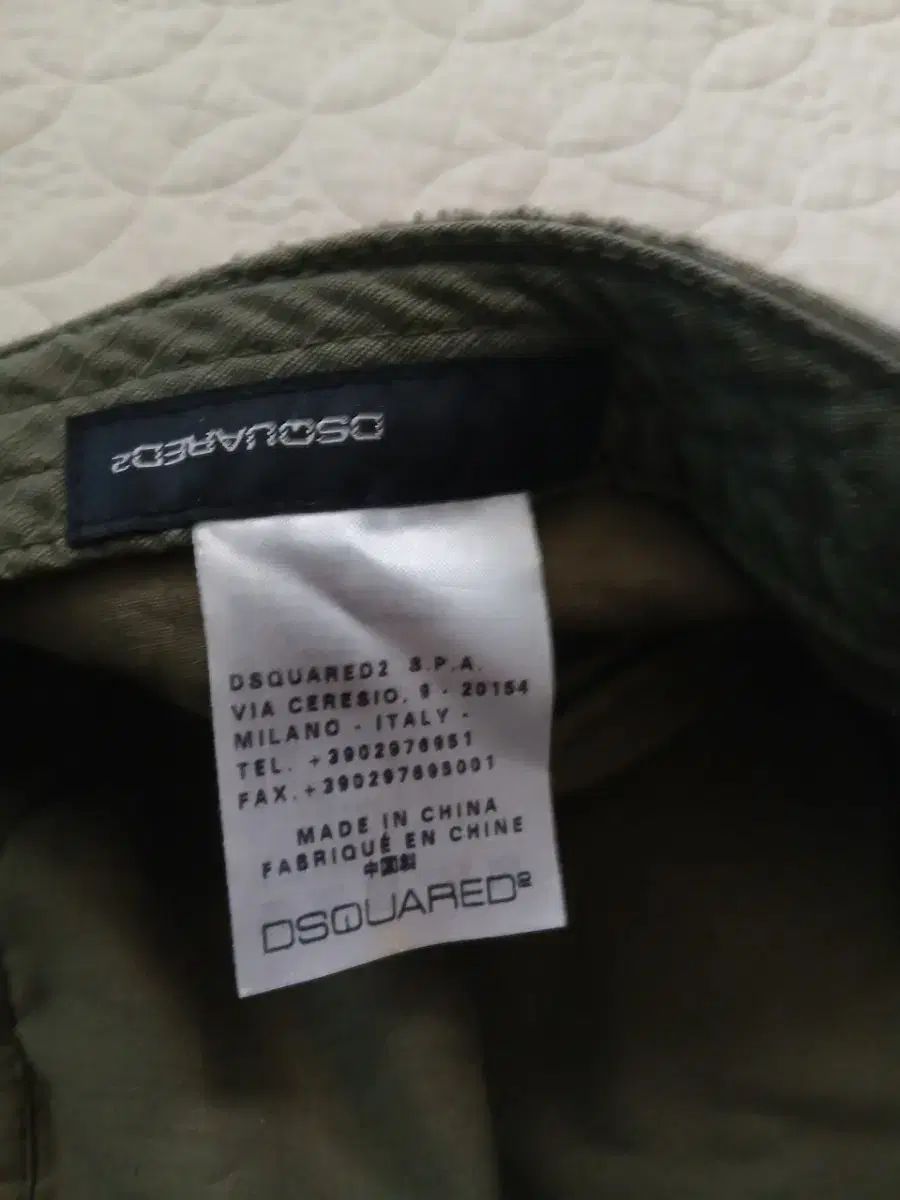 DSQUARED2
DSQUARED2 S.P.A.
VIA CERESIO, 9 - 20154
MILANO - ITALY -
TEL. +3902976951
FAX.+390297695001
MADE IN CHINA
FABRIQUÉ EN CHINE
中国製
DSQUARED2